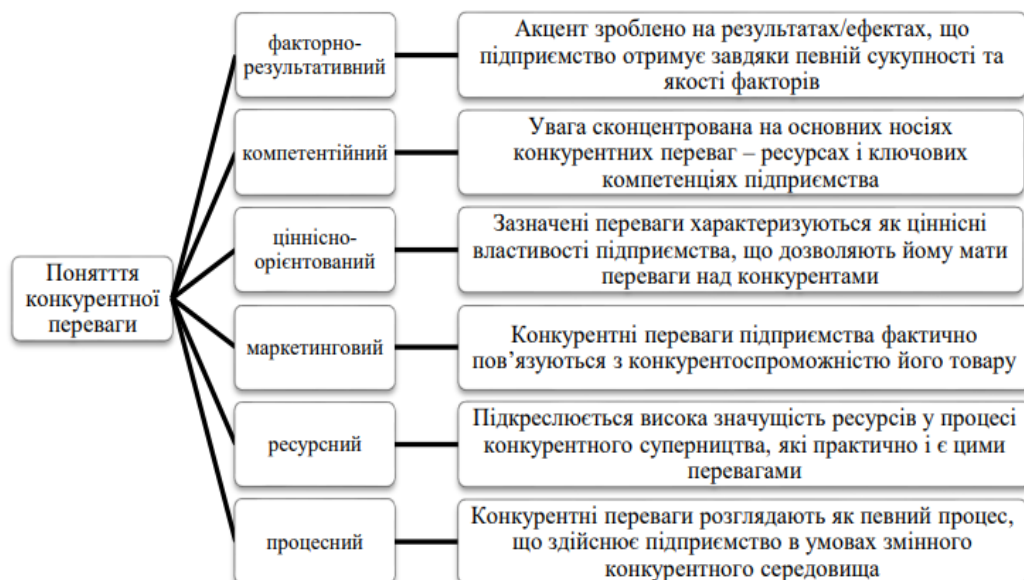 факторно-
результативний
Акцент зроблено на результатах/ефектах, що
підприємство отримує завдяки певній сукупності та
якості факторів
компетентійний
Увага сконцентрована на основних носіях
конкурентних переваг – ресурсах і ключових
компетенціях підприємства
ціннісно-
орієнтований
Зазначені переваги характеризуються як ціннісні
властивості підприємства, що дозволяють йому мати
переваги над конкурентами
Понятття
конкурентної
переваги
маркетинговий
Конкурентні переваги підприємства фактично
пов’язуються з конкурентоспроможністю його товару
ресурсний
Підкреслюється висока значущість ресурсів у процесі
конкурентного суперництва, які практично і є цими
перевагами
процесний
Конкурентні переваги розглядають як певний процес,
що здійснює підприємство в умовах змінного
конкурентного середовища